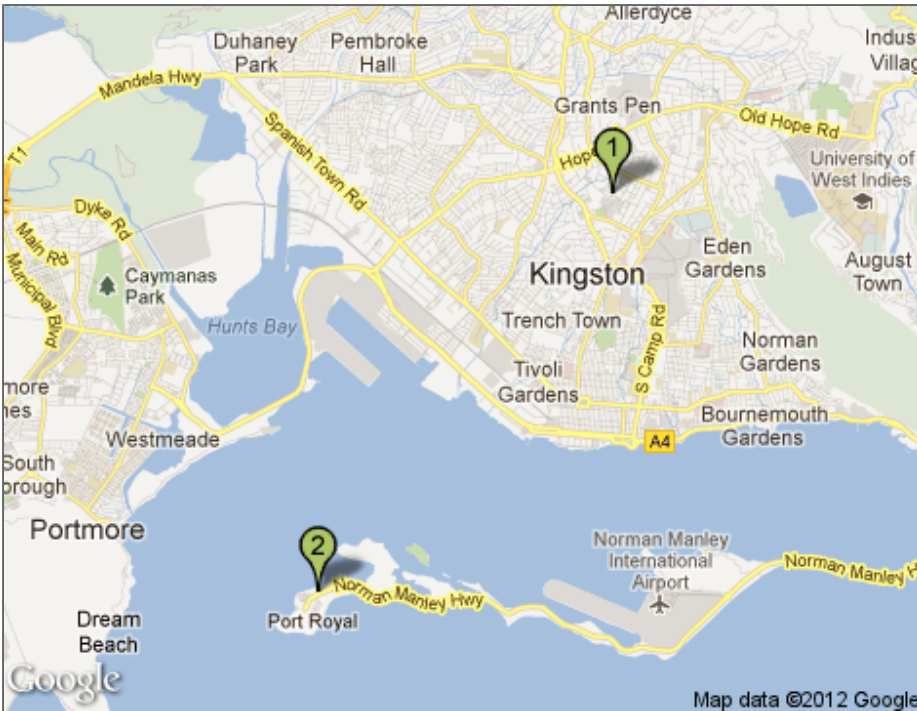 Allerdyce
Duhaney
Park
Pembroke
Hall
Indus
Villag
Mandela Hwy
Grants Pen
Old Hope Rd
Spanish Town Rd
T1
1
Hope
University of
West Indies
Dyke Rd
Main Rd
Municipal Blvd
Eden
Gardens
August
Town
Caymanas
Park
Kingston
Hunts Bay
Trench Town
S Camp Rd
Norman
Gardens
Tivoli
Gardens
more
nes
Bournemouth
Gardens
Westmeade
A4
South
orough
Portmore
2
Norman Manley
International
Airport
Norman Manley H
Norman Manley Hwy
Port Royal
Dream
Beach
Google
Map data ©2012 Google